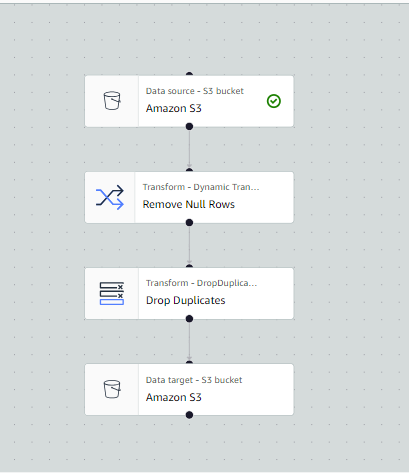 Data source - S3 bucket
Amazon S3
Transform - Dynamic Tran...
Remove Null Rows
Transform - DropDuplica...
Drop Duplicates
Data target - S3 bucket
Amazon S3